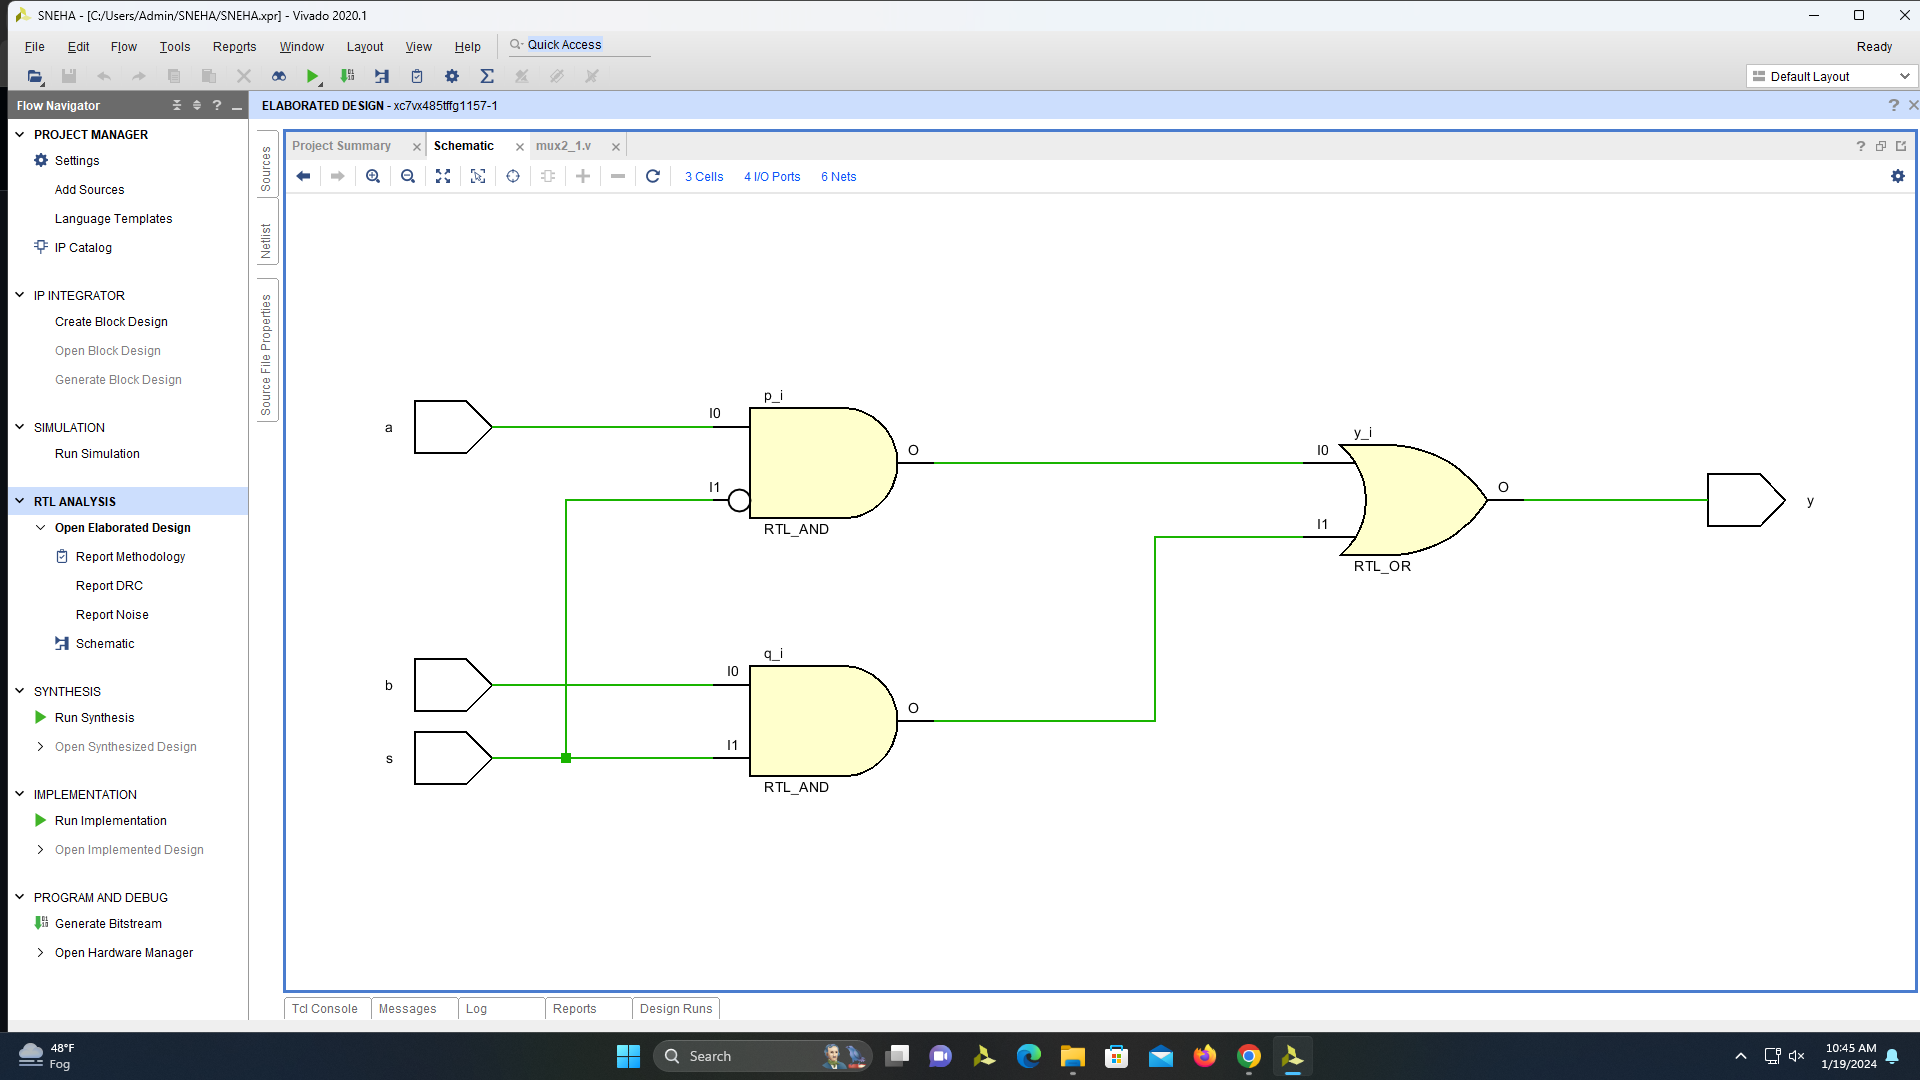 SNEHA - [C:/Users/Admin/SNEHA/SNEHA.xpr] - Vivado 2020.1
File Edit Flow Tools Reports Window Layout View Help Quick Access Ready
Default Layout
Flow Navigator
ELABORATED DESIGN - xc7vx485tffg1157-1
PROJECT MANAGER
Settings
Add Sources
Language Templates
IP Catalog
IP INTEGRATOR
Create Block Design
Open Block Design
Generate Block Design
SIMULATION
Run Simulation
RTL ANALYSIS
Open Elaborated Design
Report Methodology
Report DRC
Report Noise
Schematic
SYNTHESIS
Run Synthesis
Open Synthesized Design
IMPLEMENTATION
Run Implementation
Open Implemented Design
PROGRAM AND DEBUG
Generate Bitstream
Open Hardware Manager
Sources
Netlist
Source File Properties
Project Summary Schematic mux2_1.v
3 Cells 4 I/O Ports 6 Nets
p_i
a I0
O
I1
RTL_AND
y_i
I0
O
y
I1
RTL_OR
q_i
b I0
O
s I1
RTL_AND
Tcl Console Messages Log Reports Design Runs
48°F
Fog
Search
10:45 AM
1/19/2024